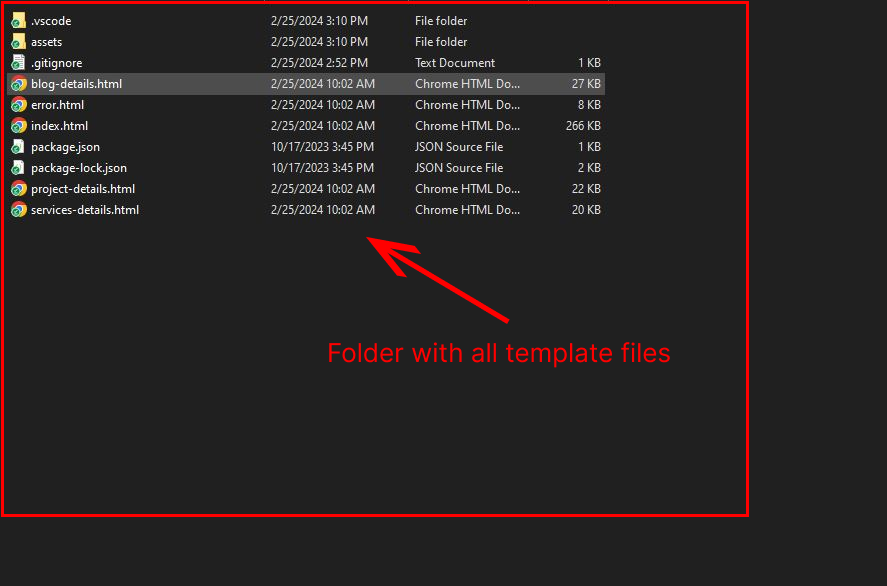 .vscode 2/25/2024 3:10 PM File folder
assets 2/25/2024 3:10 PM File folder
.gitignore 2/25/2024 2:52 PM Text Document 1 KB
blog-details.html 2/25/2024 10:02 AM Chrome HTML Do... 27 KB
error.html 2/25/2024 10:02 AM Chrome HTML Do... 8 KB
index.html 2/25/2024 10:02 AM Chrome HTML Do... 266 KB
package.json 10/17/2023 3:45 PM JSON Source File 1 KB
package-lock.json 10/17/2023 3:45 PM JSON Source File 2 KB
project-details.html 2/25/2024 10:02 AM Chrome HTML Do... 22 KB
services-details.html 2/25/2024 10:02 AM Chrome HTML Do... 20 KB
Folder with all template files